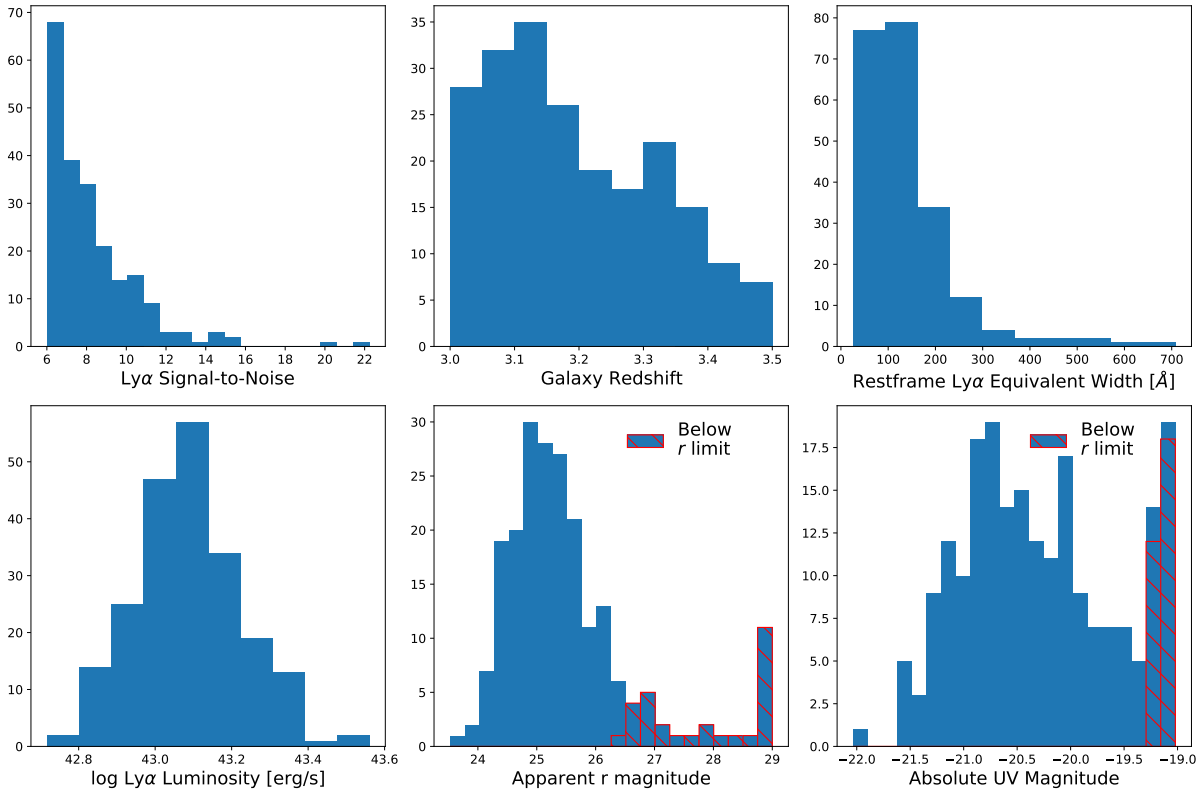 70
60
50
40
30
20
10
0
6 8 10 12 14 16 18 20 22
Lyα Signal-to-Noise
35
30
25
20
15
10
5
0
3.0 3.1 3.2 3.3 3.4 3.5
Galaxy Redshift
80
70
60
50
40
30
20
10
0
0 100 200 300 400 500 600 700
Restframe Lyα Equivalent Width [Å]
50
40
30
20
10
0
42.8 43.0 43.2 43.4 43.6
log Lyα Luminosity [erg/s]
30
25
20
15
10
5
0
24 25 26 27 28 29
Apparent r magnitude
Below
r limit
17.5
15.0
12.5
10.0
7.5
5.0
2.5
0.0
−22.0 −21.5 −21.0 −20.5 −20.0 −19.5 −19.0
Absolute UV Magnitude
Below
r limit